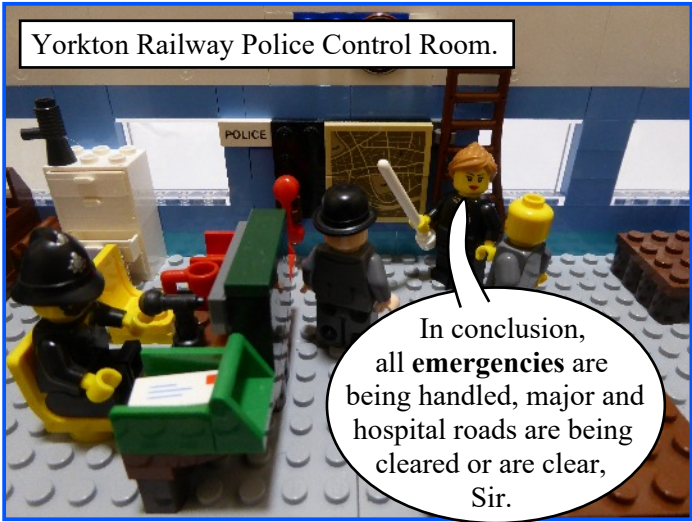 Yorkton Railway Police Control Room.
POLICE
In conclusion,
all emergencies are
being handled, major and
hospital roads are being
cleared or are clear,
Sir.